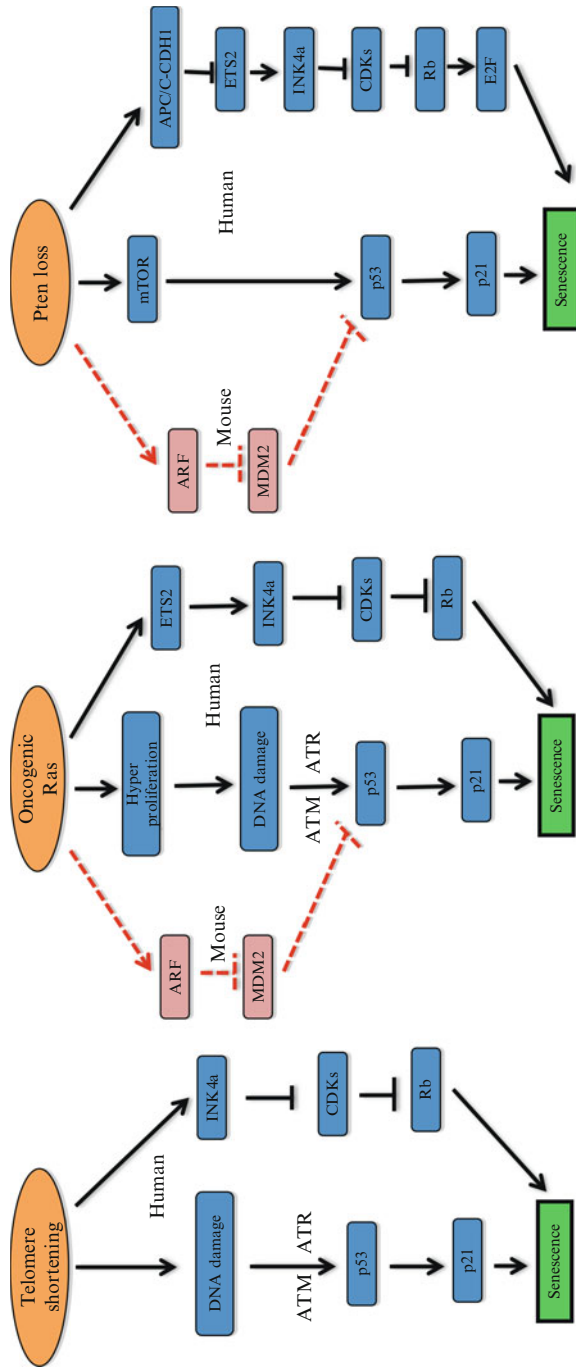 Telomere
shortening
Human
DNA damage
INK4a
ATM
ATR
CDKs
p53
Rb
p21
Senescence
Oncogenic
Ras
Hyper
proliferation
ETS2
ARF
Human
Mouse
DNA damage
INK4a
MDM2
ATM
ATR
p53
CDKs
p21
Rb
Senescence
Pten loss
mTOR
APC/C-CDH1
ETS2
ARF
Human
Mouse
INK4a
MDM2
p53
CDKs
Rb
p21
E2F
Senescence